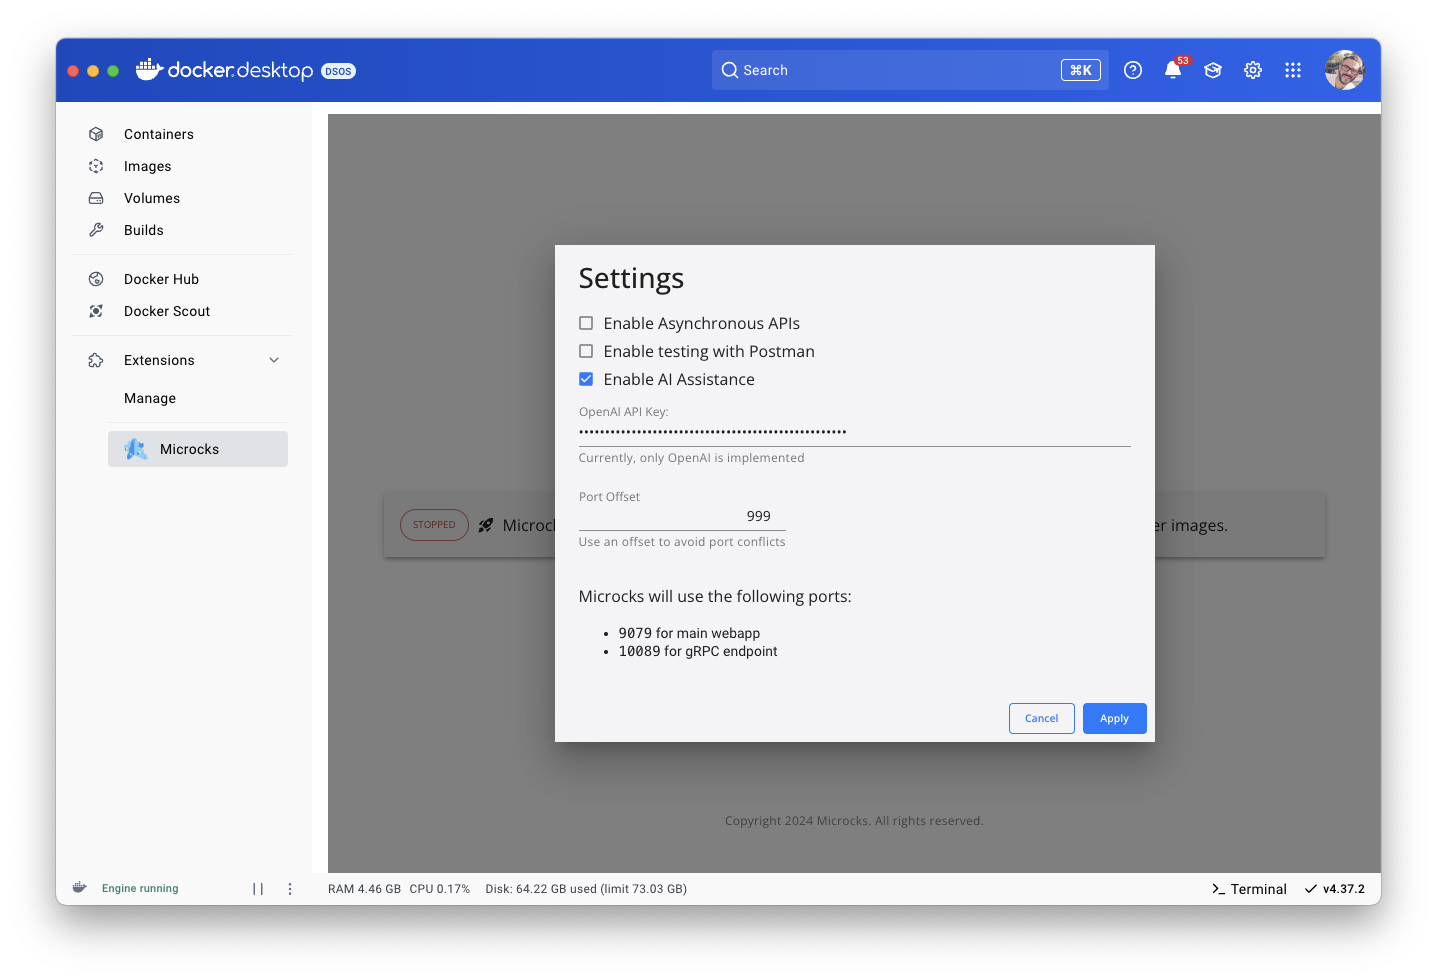 docker desktop DSOS
Search
⌘K
53
Containers
Images
Volumes
Builds
Docker Hub
Docker Scout
Extensions
Manage
Microcks
Settings
Enable Asynchronous APIs
Enable testing with Postman
Enable AI Assistance
OpenAI API Key:
••••••••••••••••••••••••••••••••••••••••••••••••••••
Currently, only OpenAI is implemented
Port Offset
999
Use an offset to avoid port conflicts
STOPPED
er images.
Microcks will use the following ports:
• 9079 for main webapp
• 10089 for gRPC endpoint
Cancel
Apply
Copyright 2024 Microcks. All rights reserved.
Engine running
RAM 4.46 GB CPU 0.17% Disk: 64.22 GB used (limit 73.03 GB)
>_ Terminal
v4.37.2